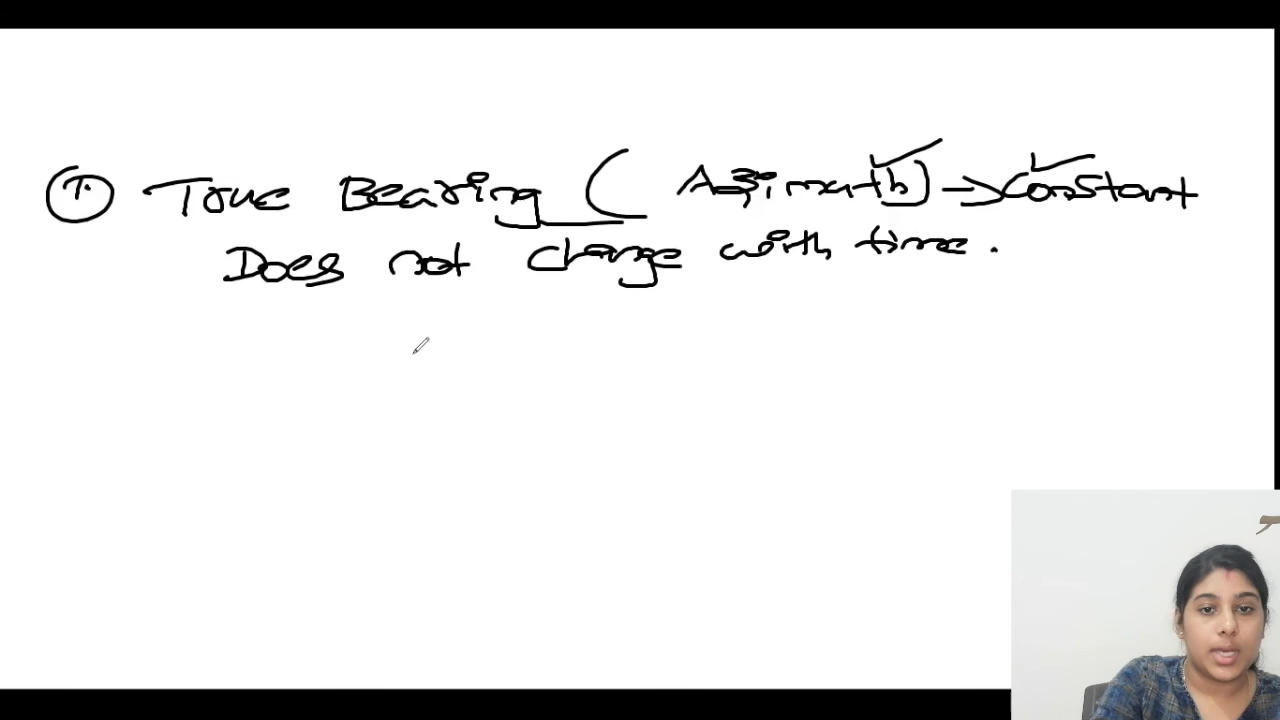 ① True Bearing (Azimuth) → Constant
Does not change with time.